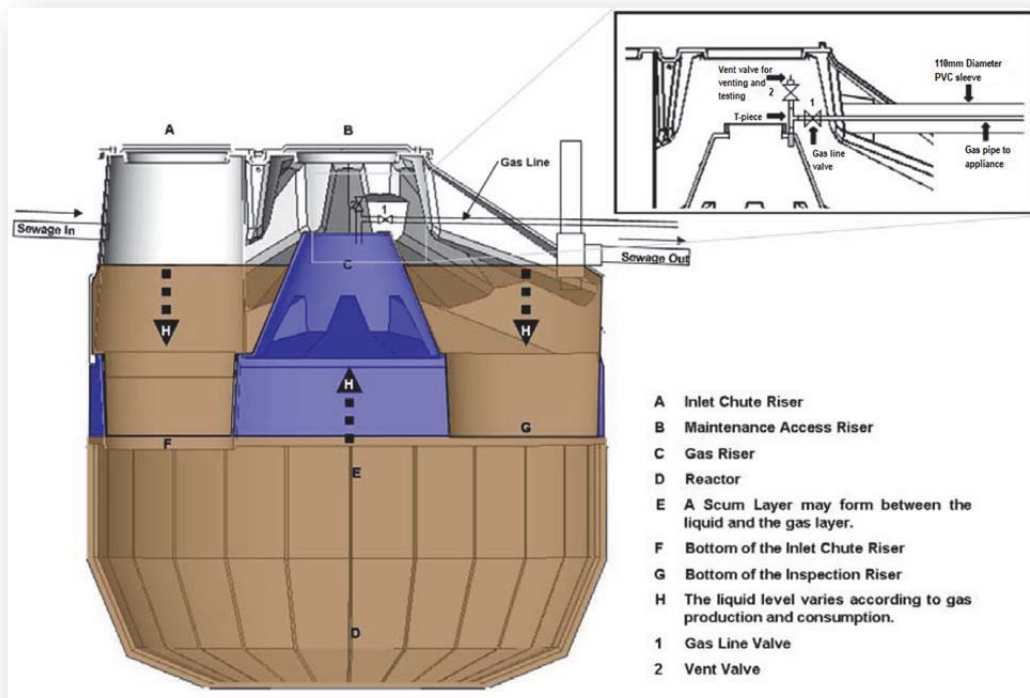 A
B
Gas Line
1
2
Sewage In
Sewage Out
C
H
H
H
F
G
E
D
Vent valve for
venting and
testing
2
110mm Diameter
PVC sleeve
T-piece
1
Gas line
valve
Gas pipe to
appliance
A Inlet Chute Riser
B Maintenance Access Riser
C Gas Riser
D Reactor
E A Scum Layer may form between the
liquid and the gas layer.
F Bottom of the Inlet Chute Riser
G Bottom of the Inspection Riser
H The liquid level varies according to gas
production and consumption.
1 Gas Line Valve
2 Vent Valve